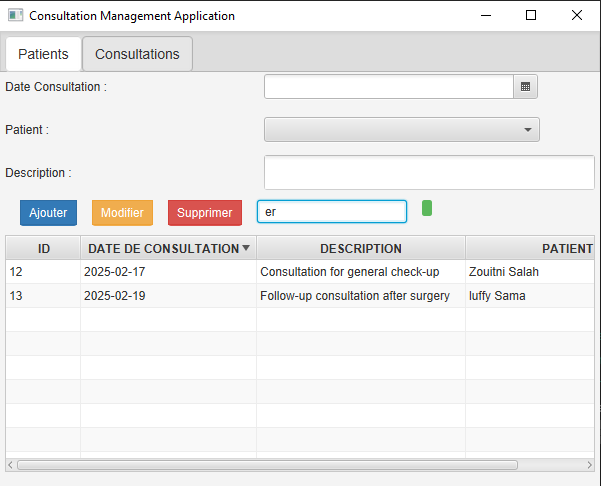 Consultation Management Application
Patients Consultations
Date Consultation :
Patient :
Description :
Ajouter Modifier Supprimer er
ID DATE DE CONSULTATION DESCRIPTION PATIENT
12 2025-02-17 Consultation for general check-up Zouitni Salah
13 2025-02-19 Follow-up consultation after surgery luffy Sama